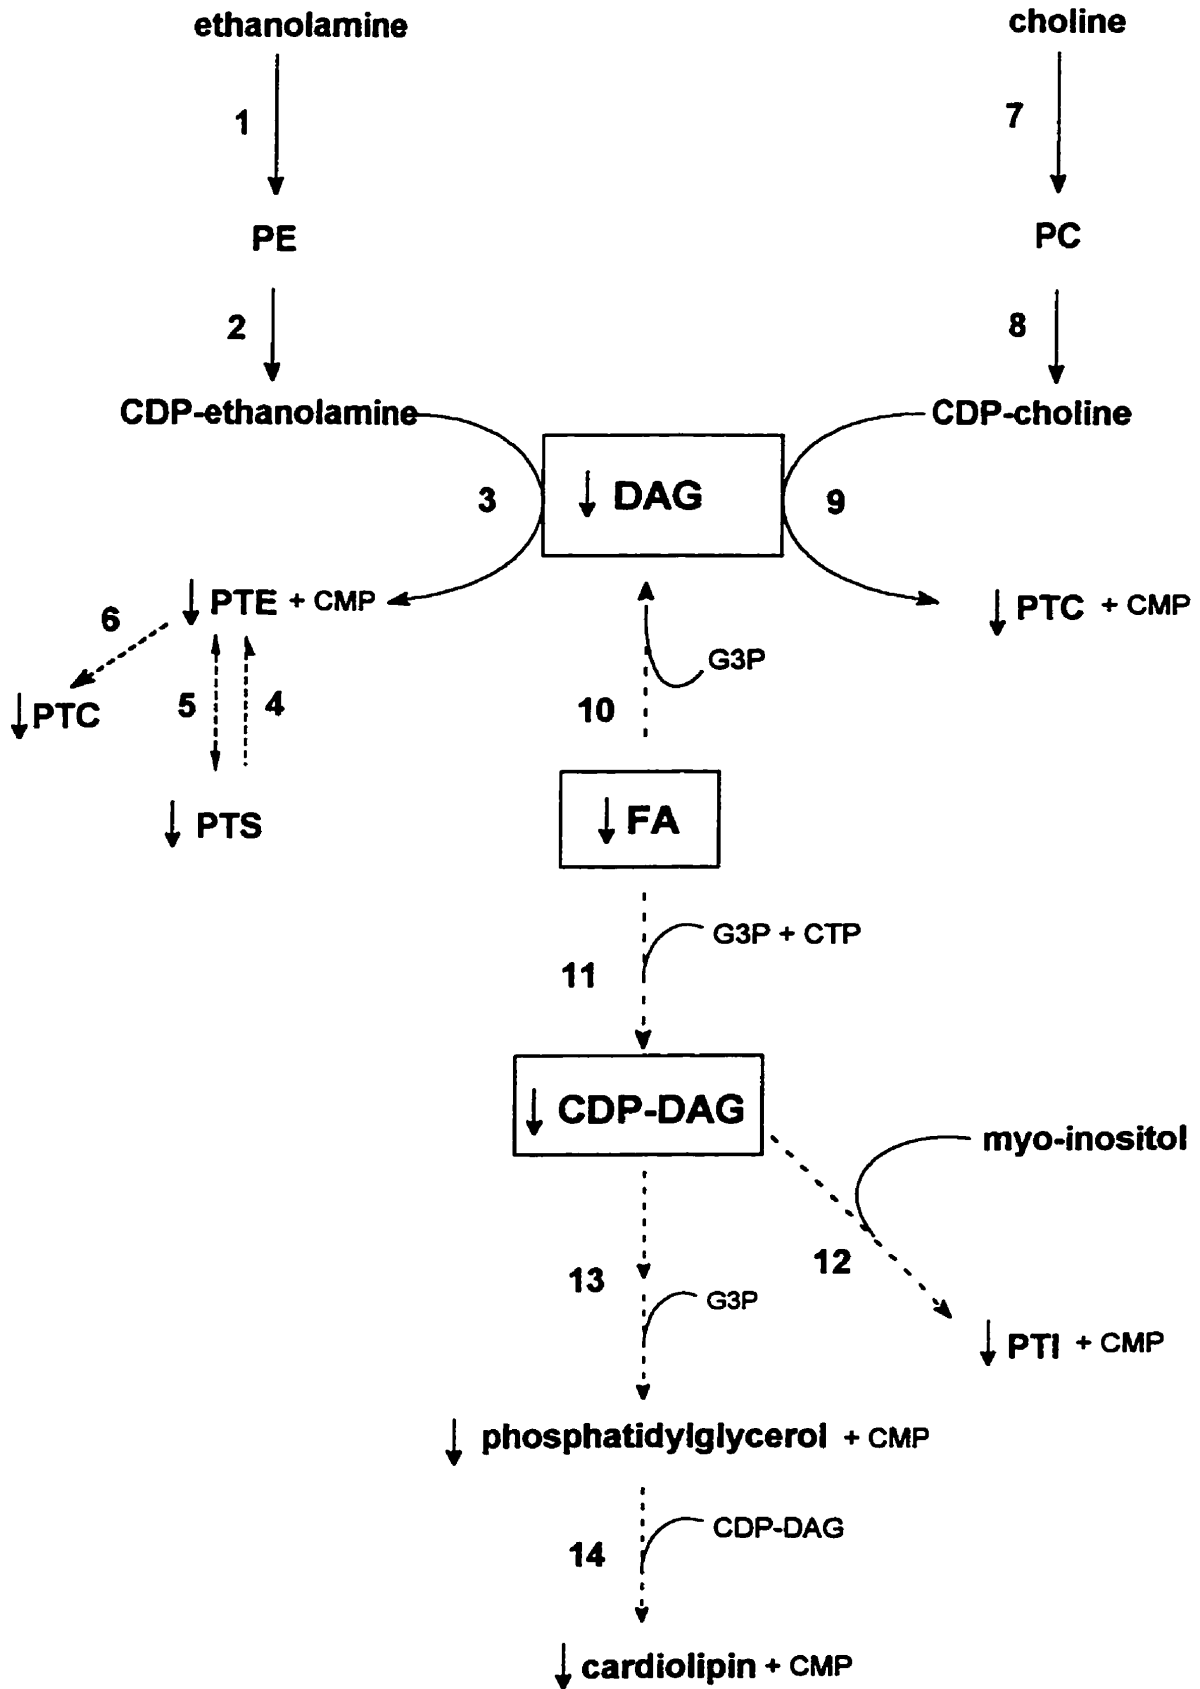 ethanolamine choline
1 7
PE PC
2 8
CDP-ethanolamine CDP-choline
DAG
3 9
PTE + CMP PTC + CMP
6
G3P
PTC 5 4 10
PTS FA
G3P + CTP
11
CDP-DAG
myo-inositol
13 12
G3P
PTI + CMP
phosphatidylglycerol + CMP
CDP-DAG
14
cardiolipin + CMP